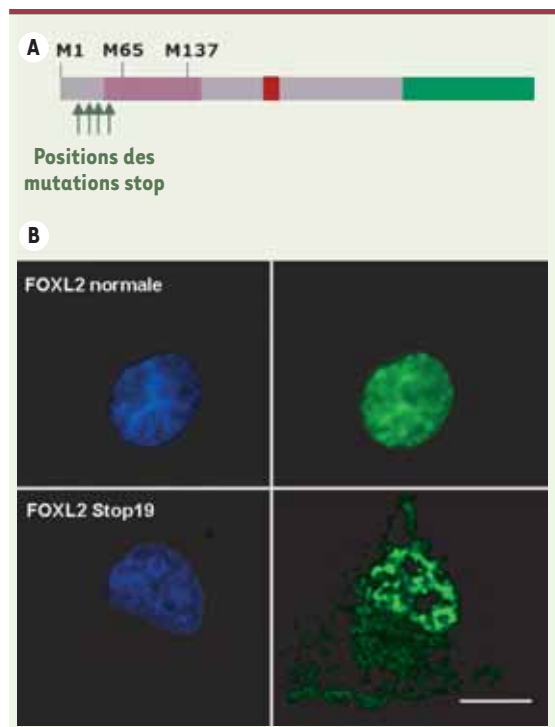 A
M1 M65 M137
Positions des
mutations stop
B
FOXL2 normale
FOXL2 Stop19